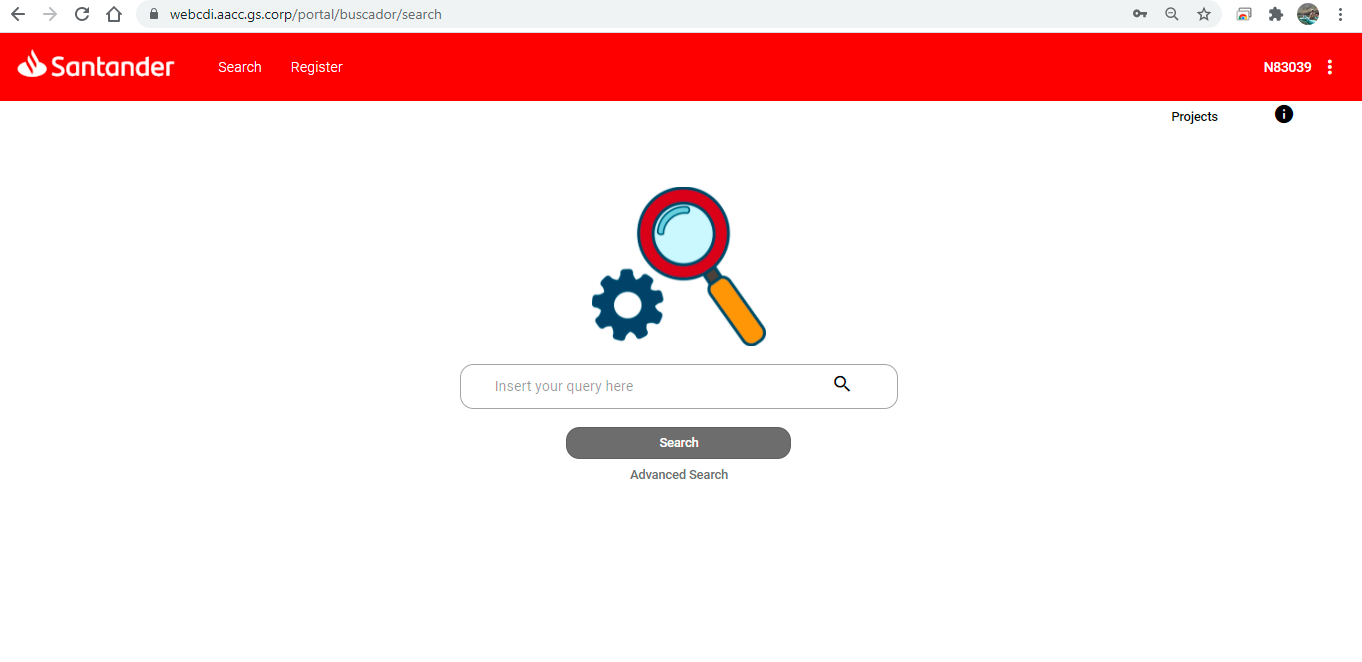 webcdi.aacc.gs.corp/portal/buscador/search
Santander Search Register N83039
Projects
Insert your query here
Search
Advanced Search